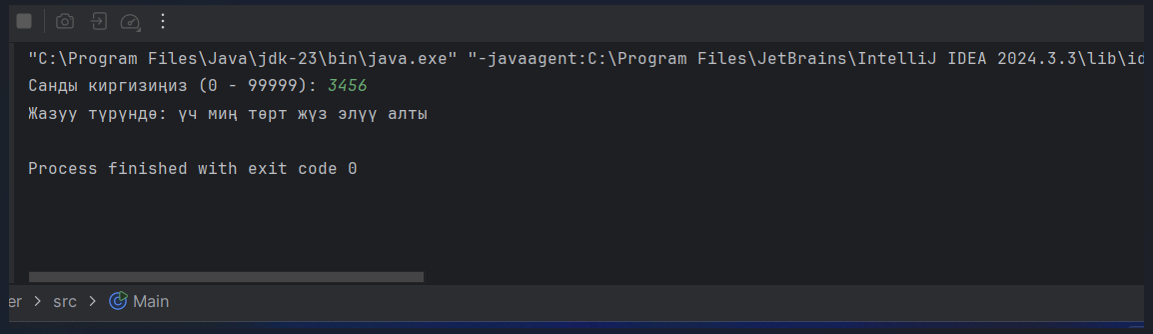 "C:\Program Files\Java\jdk-23\bin\java.exe" "-javaagent:C:\Program Files\JetBrains\IntelliJ IDEA 2024.3.3\lib\id
Санды киргизиңиз (0 - 99999): 3456
Жазуу түрүндө: үч миң төрт жүз элүү алты
Process finished with exit code 0
er > src > Main